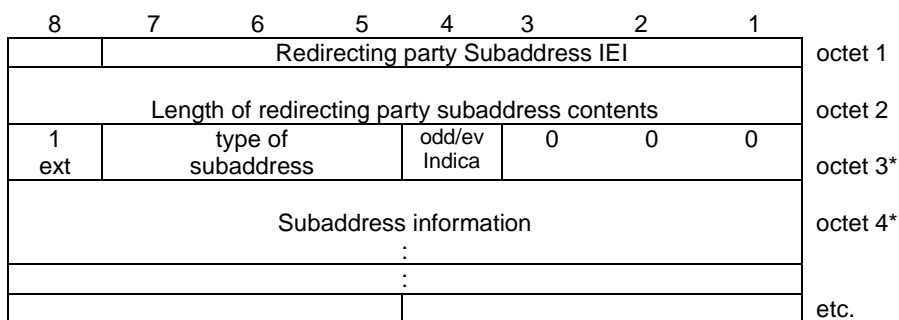 8 7 6 5 4 3 2 1
Redirecting party Subaddress IEI octet 1
Length of redirecting party subaddress contents octet 2
1 type of odd/ev 0 0 0
ext subaddress Indica octet 3*
Subaddress information octet 4*
:
:
etc.